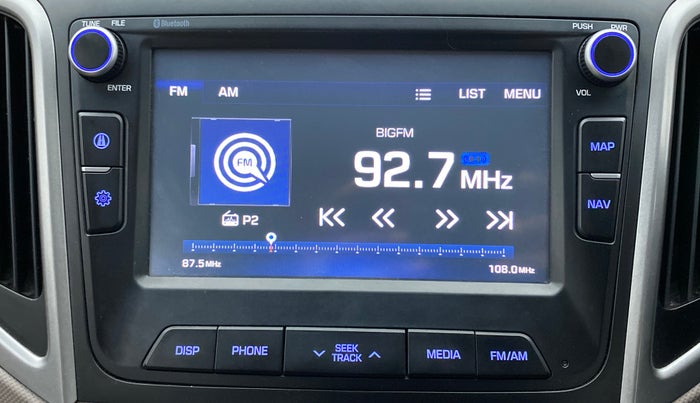 TUNE FILE
Bluetooth
PUSH PWR
ENTER
VOL
FM AM LIST MENU
BIGFM
FM
92.7 MHz
P2
87.5 MHz 108.0 MHz
MAP
NAV
DISP PHONE SEEK TRACK MEDIA FM/AM